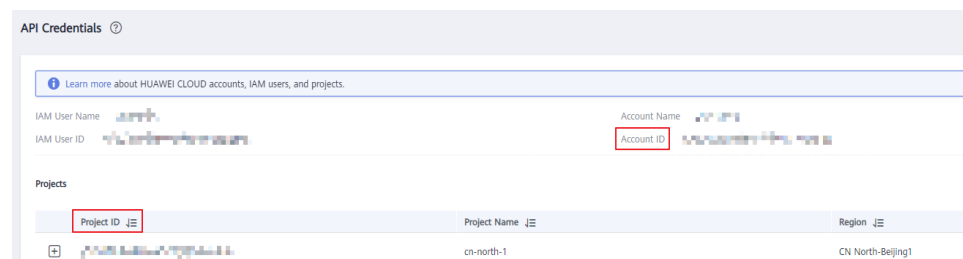 API Credentials ?
i Learn more about HUAWEI CLOUD accounts, IAM users, and projects.
IAM User Name Account Name
IAM User ID Account ID
Projects
Project ID Project Name Region
cn-north-1 CN North-Beijing1